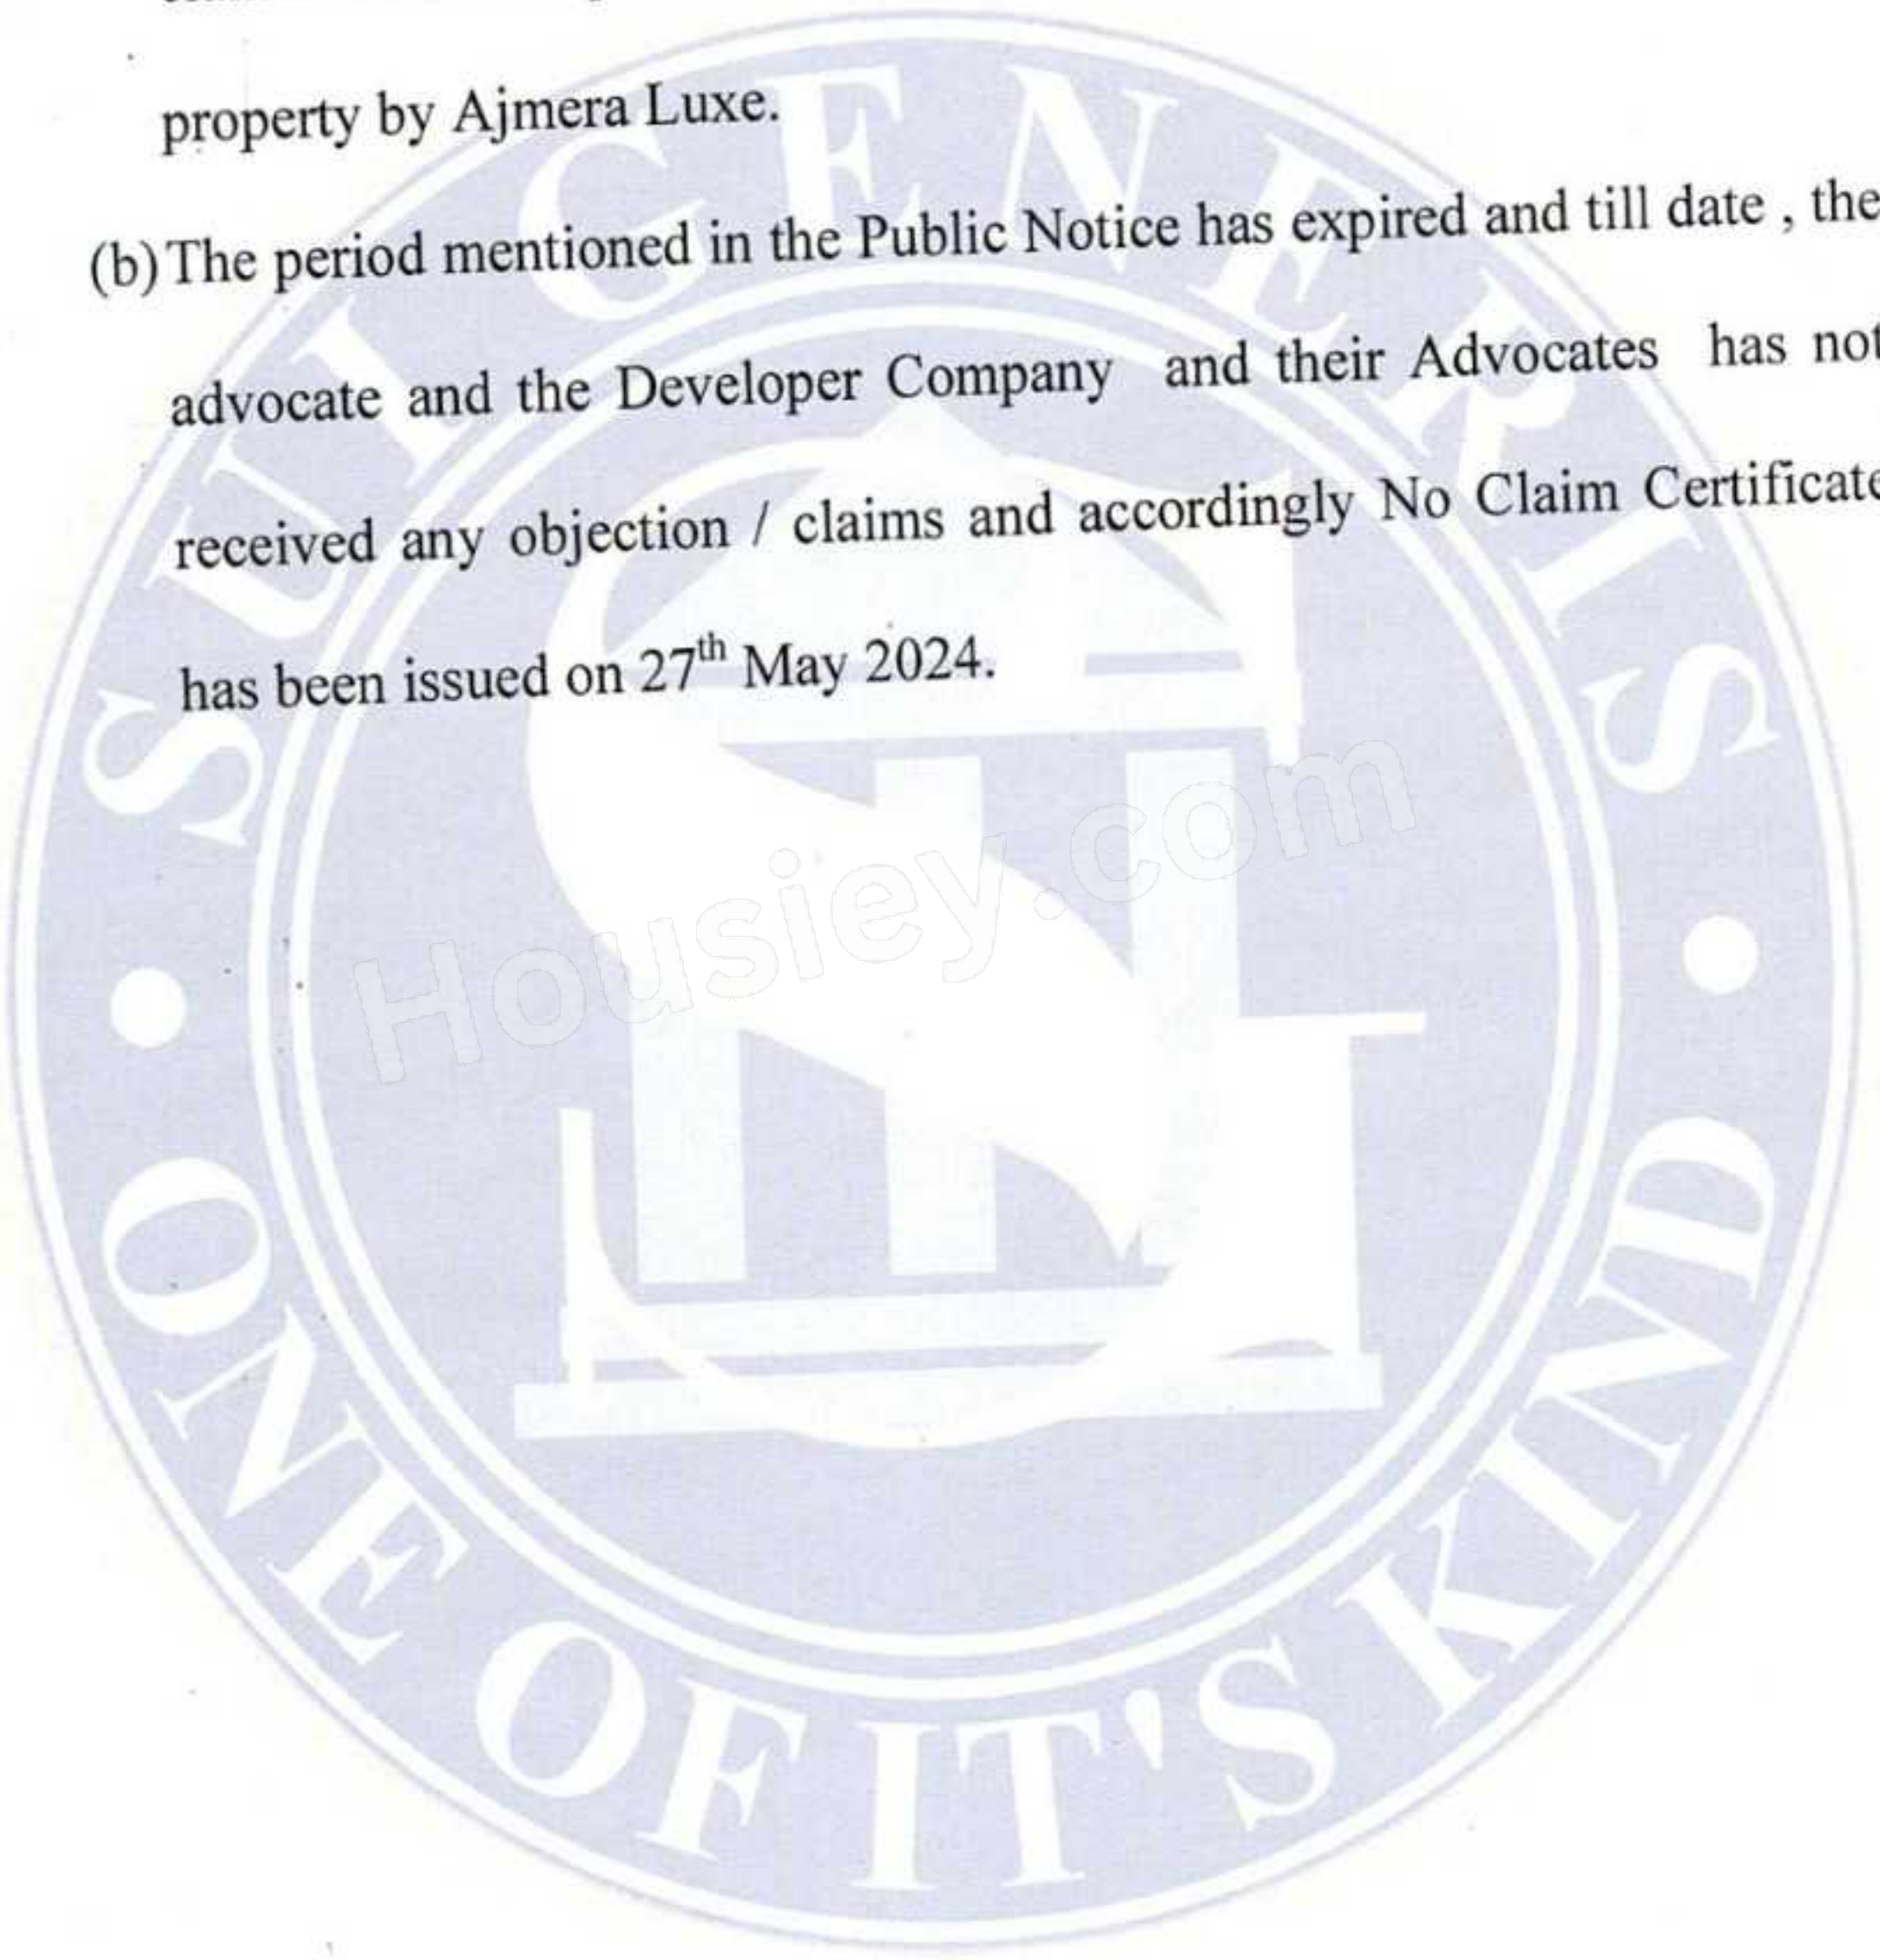 property by Ajmera Luxe.
(b) The period mentioned in the Public Notice has expired and till date , the
advocate and the Developer Company and their Advocates has not
received any objection / claims and accordingly No Claim Certificate
has been issued on 27th May 2024.
SUI GENERIS
Housiey.com
ONE OF IT'S KIND